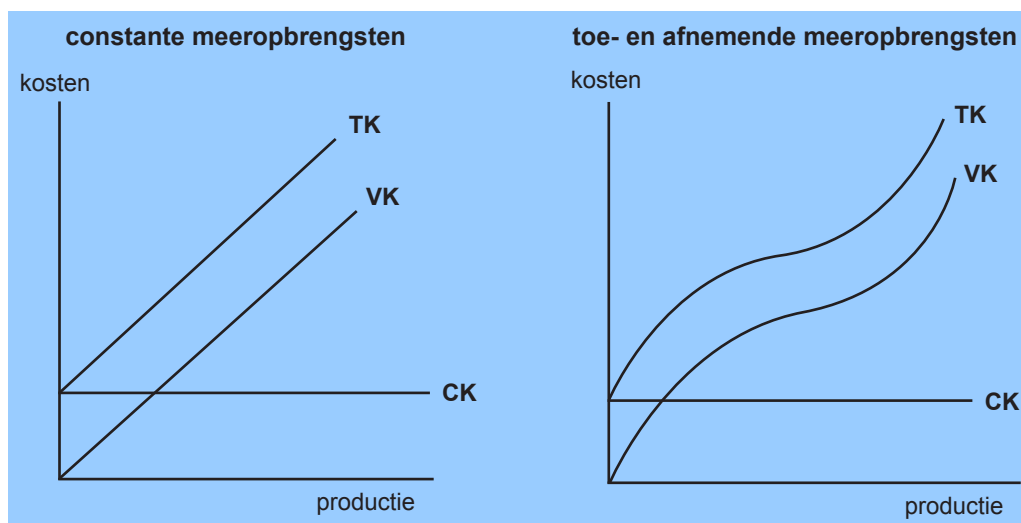 constante meeropbrengsten
kosten
TK
VK
CK
productie
toe- en afnemende meeropbrengsten
kosten
TK
VK
CK
productie